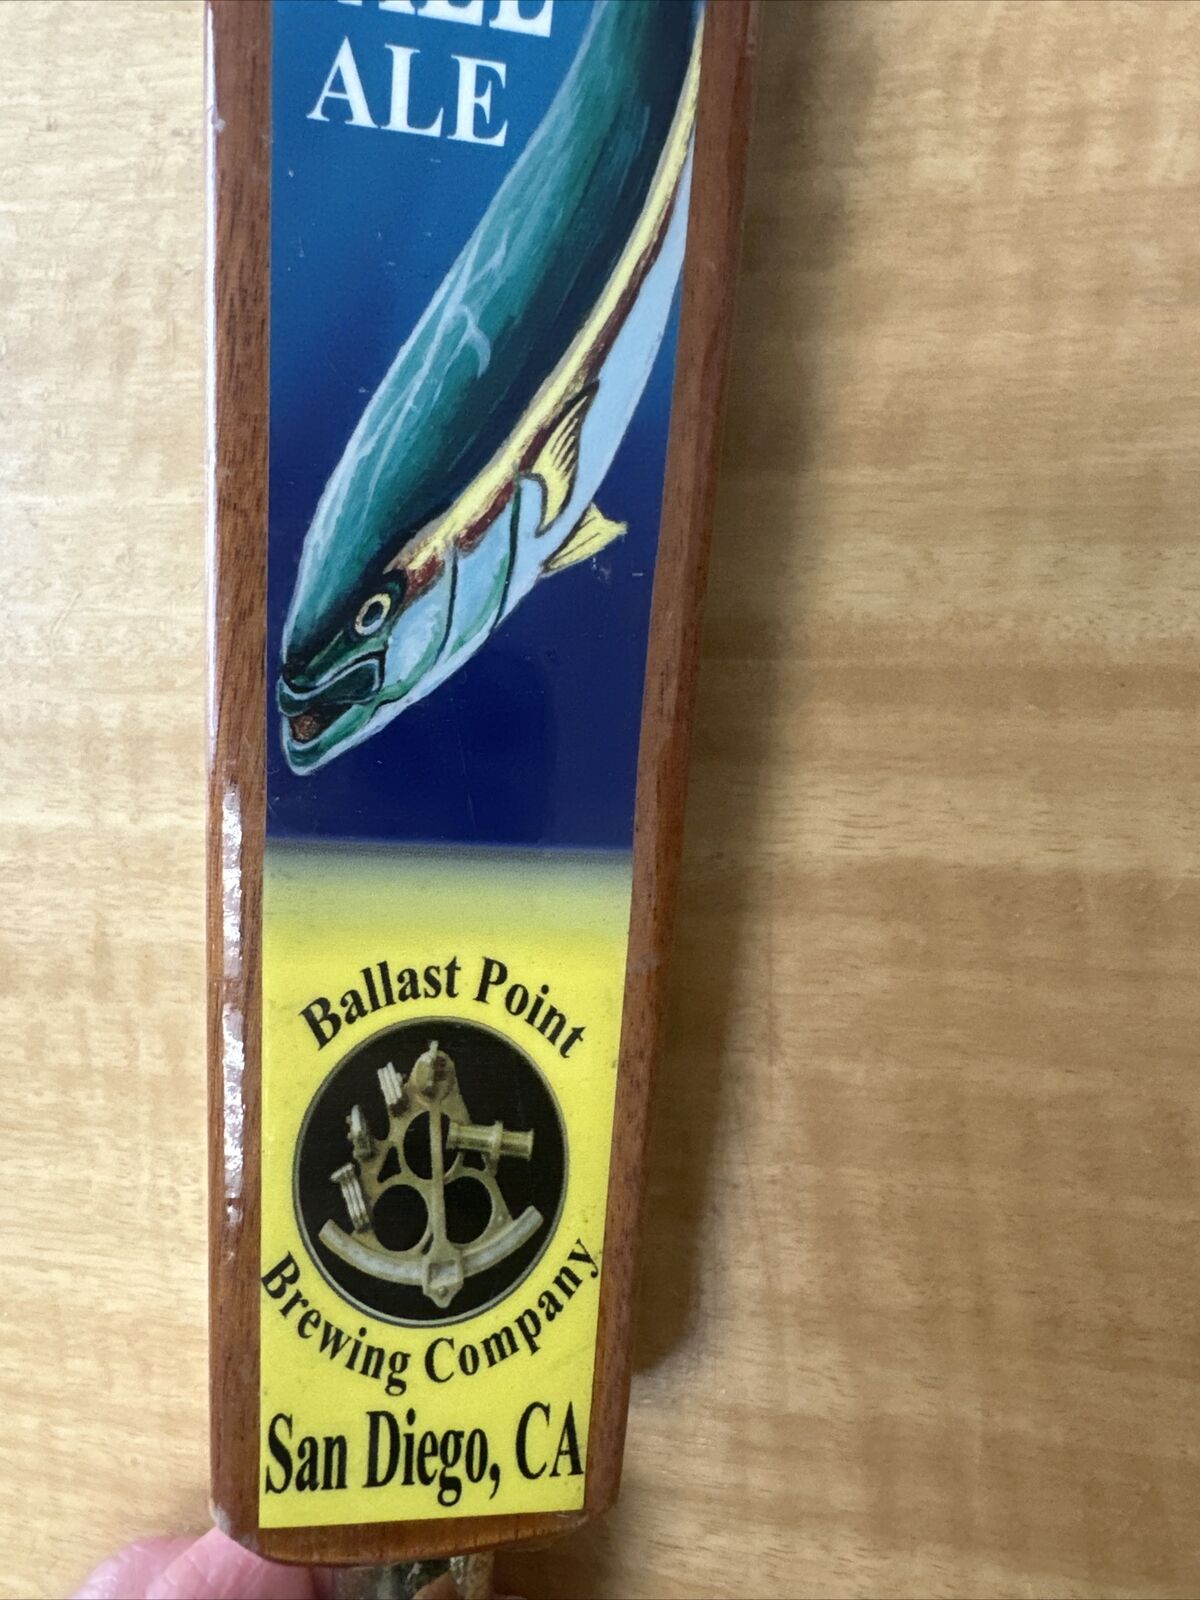 ALE
Ballast Point
Brewing Company
San Diego, CA